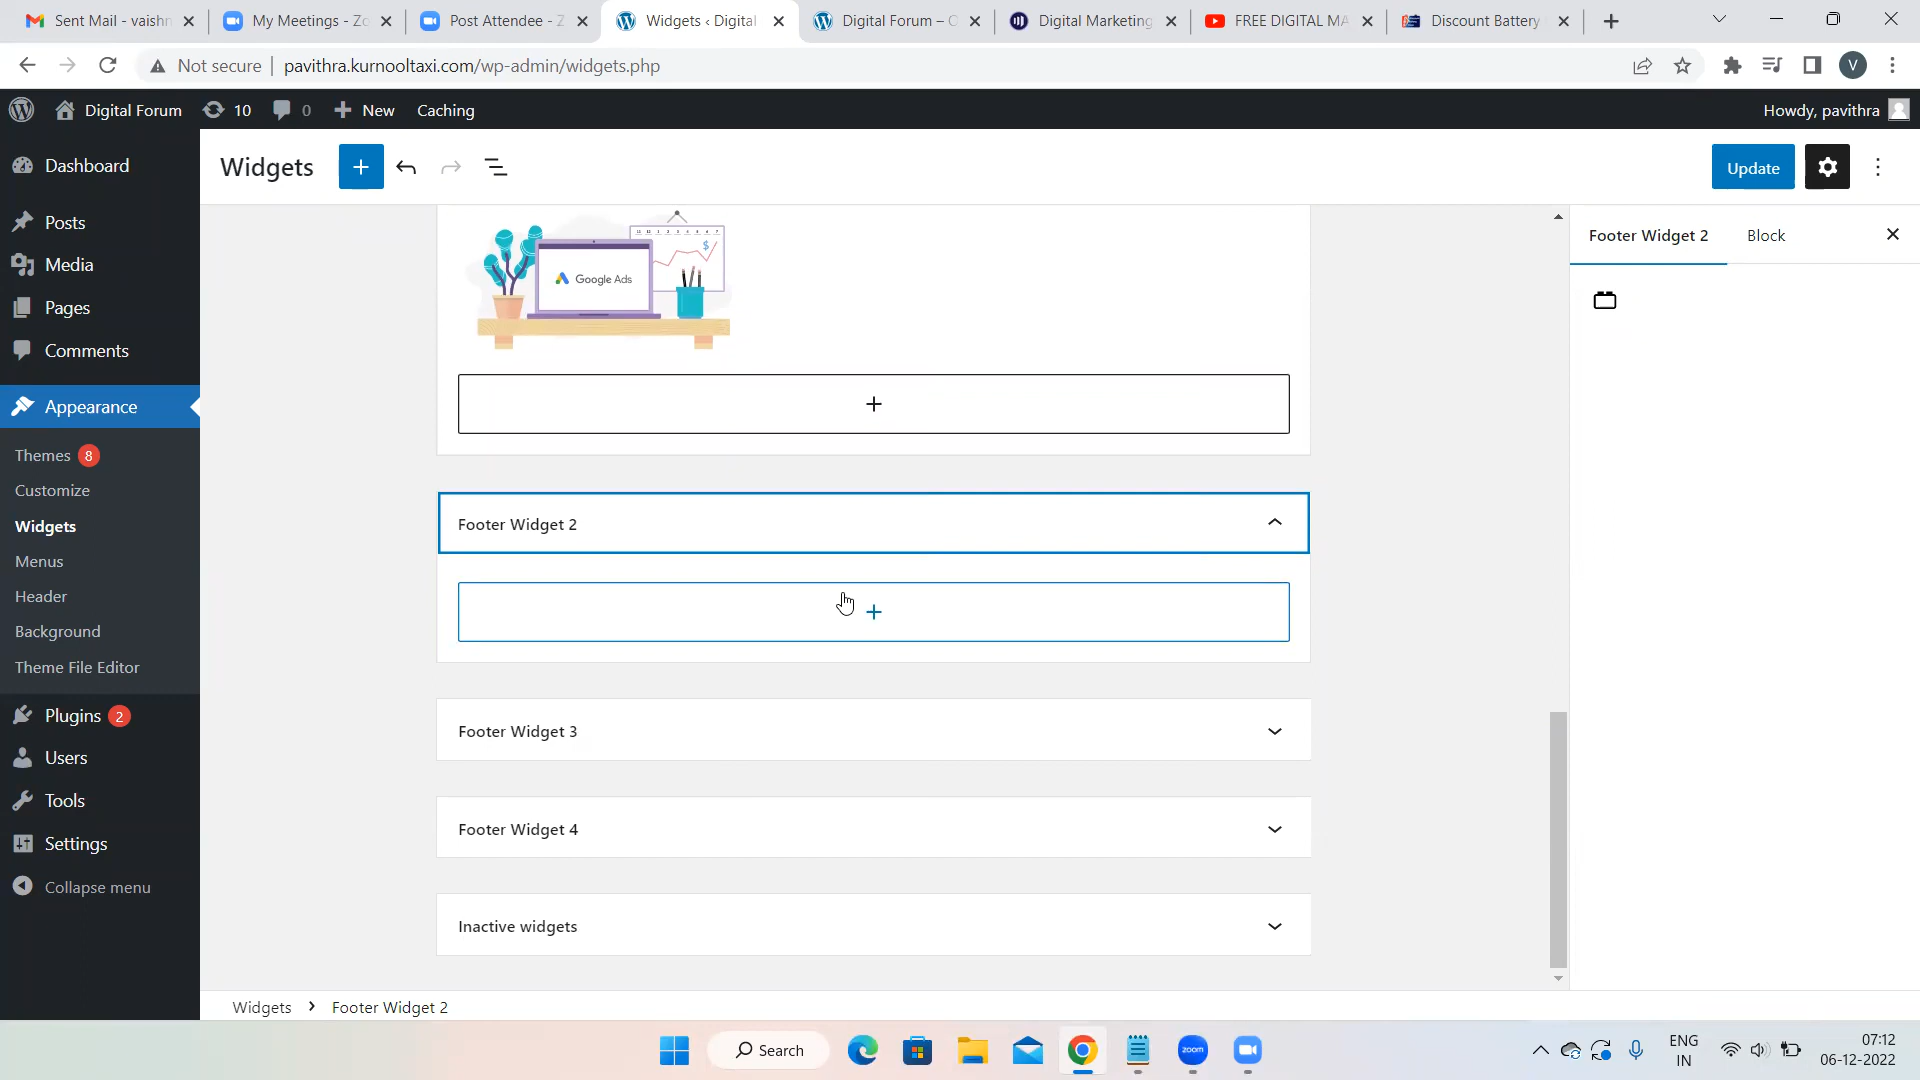 Sent Mail - vaishn
My Meetings - Zo
Post Attendee - Z
Widgets ‹ Digital
Digital Forum – O
Digital Marketing
FREE DIGITAL MA
Discount Battery
Not secure
pavithra.kurnooltaxi.com/wp-admin/widgets.php
V
Digital Forum
10
0
New
Caching
Howdy, pavithra
Dashboard
Posts
Media
Pages
Comments
Appearance
Themes 8
Customize
Widgets
Menus
Header
Background
Theme File Editor
Plugins 2
Users
Tools
Settings
Collapse menu
Widgets
Update
Google Ads
$
Footer Widget 2
Footer Widget 3
Footer Widget 4
Inactive widgets
Footer Widget 2
Block
Widgets
Footer Widget 2
Search
zoom
ENG
IN
07:12
06-12-2022